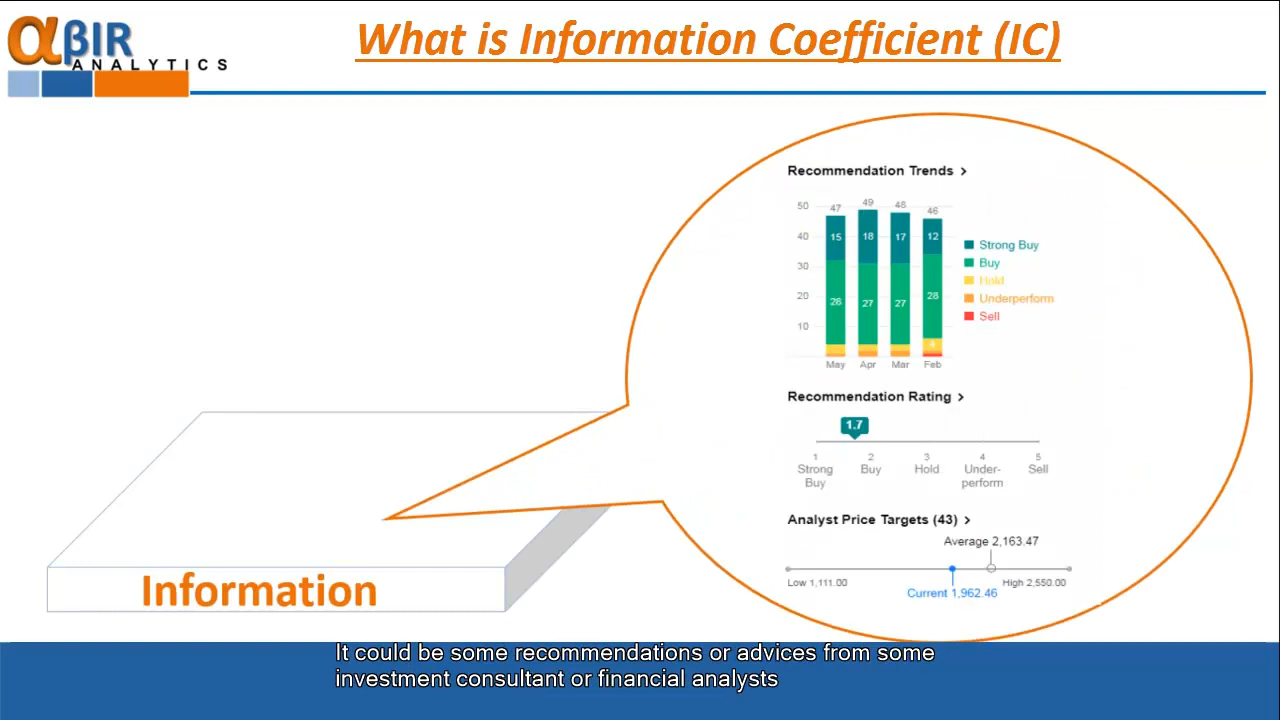 αβIR
ANALYTICS
What is Information Coefficient (IC)
Recommendation Trends >
50
40
30
20
10
47
49
48
46
15
18
17
12
28
27
27
28
4
May
Apr
Mar
Feb
Strong Buy
Buy
Hold
Underperform
Sell
Recommendation Rating >
1.7
1
2
3
4
5
Strong
Buy
Buy
Hold
Under-
perform
Sell
Analyst Price Targets (43) >
Average 2,163.47
Low 1,111.00
High 2,550.00
Current 1,962.46
Information
It could be some recommendations or advices from some
investment consultant or financial analysts